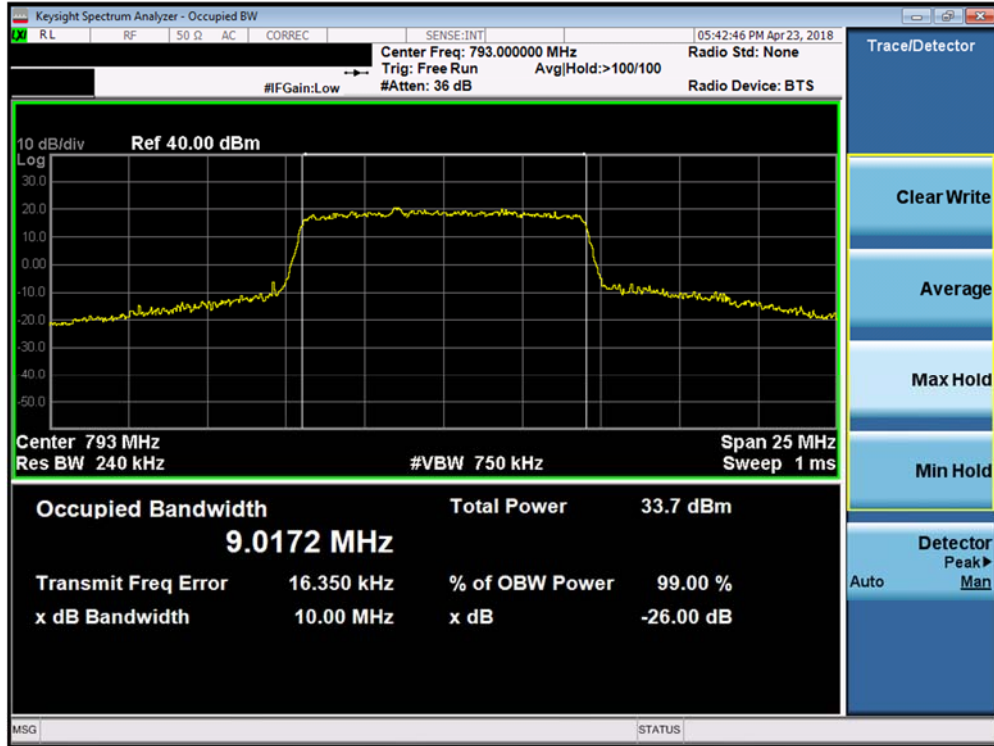 Keysight Spectrum Analyzer - Occupied BW
LXI RL RF 50 Ω AC CORREC SENSE:INT 05:42:46 PM Apr 23, 2018
Center Freq: 793.000000 MHz Radio Std: None
Trig: Free Run Avg|Hold:>100/100
#IFGain:Low #Atten: 36 dB Radio Device: BTS
10 dB/div Ref 40.00 dBm
Log
30.0
20.0
10.0
0.00
-10.0
-20.0
-30.0
-40.0
-50.0
Center 793 MHz Span 25 MHz
Res BW 240 kHz #VBW 750 kHz Sweep 1 ms
Occupied Bandwidth Total Power 33.7 dBm
9.0172 MHz
Transmit Freq Error 16.350 kHz % of OBW Power 99.00 %
x dB Bandwidth 10.00 MHz x dB -26.00 dB
MSG STATUS
Trace/Detector
Clear Write
Average
Max Hold
Min Hold
Detector
Peak▶
Auto Man